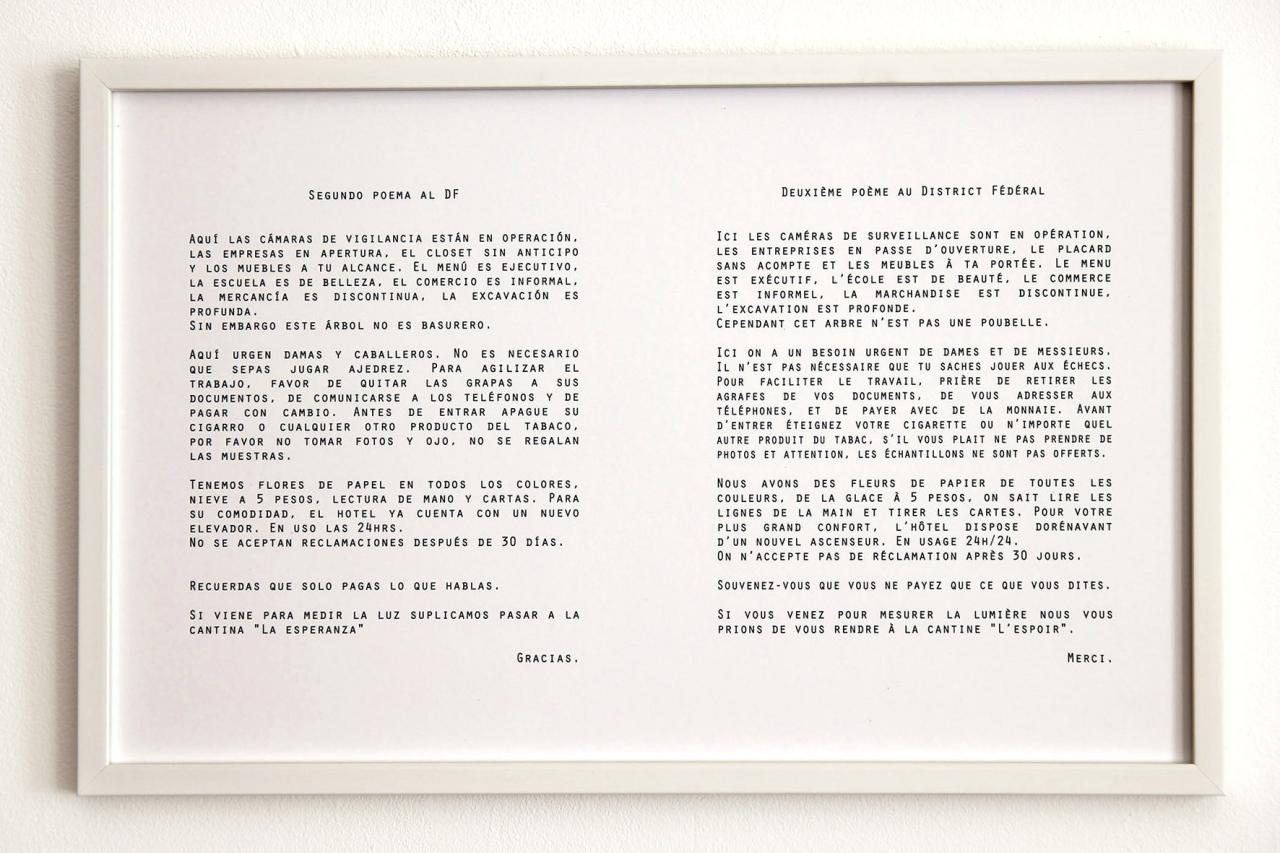 Segundo poema al DF
Aquí las cámaras de vigilancia están en operación,
las empresas en apertura, el closet sin anticipo
y los muebles a tu alcance. El menú es ejecutivo,
la escuela es de belleza, el comercio es informal,
la mercancía es discontinua, la excavación es
profunda.
Sin embargo este árbol no es basurero.
Aquí urgen damas y caballeros. No es necesario
que sepas jugar ajedrez. Para agilizar el
trabajo, favor de quitar las grapas a sus
documentos, de comunicarse a los teléfonos y de
pagar con cambio. Antes de entrar apague su
cigarro o cualquier otro producto del tabaco,
por favor no tomar fotos y ojo, no se regalan
las muestras.
Tenemos flores de papel en todos los colores,
nieve a 5 pesos, lectura de mano y cartas. Para
su comodidad, el hotel ya cuenta con un nuevo
elevador. En uso las 24hrs.
No se aceptan reclamaciones después de 30 días.
Recuerdas que solo pagas lo que hablas.
Si viene para medir la luz suplicamos pasar a la
cantina "La esperanza"
Gracias.
Deuxième poème au District Fédéral
Ici les caméras de surveillance sont en opération,
les entreprises en passe d'ouverture, le placard
sans acompte et les meubles à ta portée. Le menu
est exécutif, l'école est de beauté, le commerce
est informel, la marchandise est discontinue,
l'excavation est profonde.
Cependant cet arbre n'est pas une poubelle.
Ici on a un besoin urgent de dames et de messieurs.
Il n'est pas nécessaire que tu saches jouer aux échecs.
Pour faciliter le travail, prière de retirer les
agrafes de vos documents, de vous adresser aux
téléphones, et de payer avec de la monnaie. Avant
d'entrer éteignez votre cigarette ou n'importe quel
autre produit du tabac, s'il vous plait ne pas prendre de
photos et attention, les échantillons ne sont pas offerts.
Nous avons des fleurs de papier de toutes les
couleurs, de la glace à 5 pesos, on sait lire les
lignes de la main et tirer les cartes. Pour votre
plus grand confort, l'hôtel dispose dorénavant
d'un nouvel ascenseur. En usage 24h/24.
On n'accepte pas de réclamation après 30 jours.
Souvenez-vous que vous ne payez que ce que vous dites.
Si vous venez pour mesurer la lumière nous vous
prions de vous rendre à la cantine "L'espoir".
Merci.